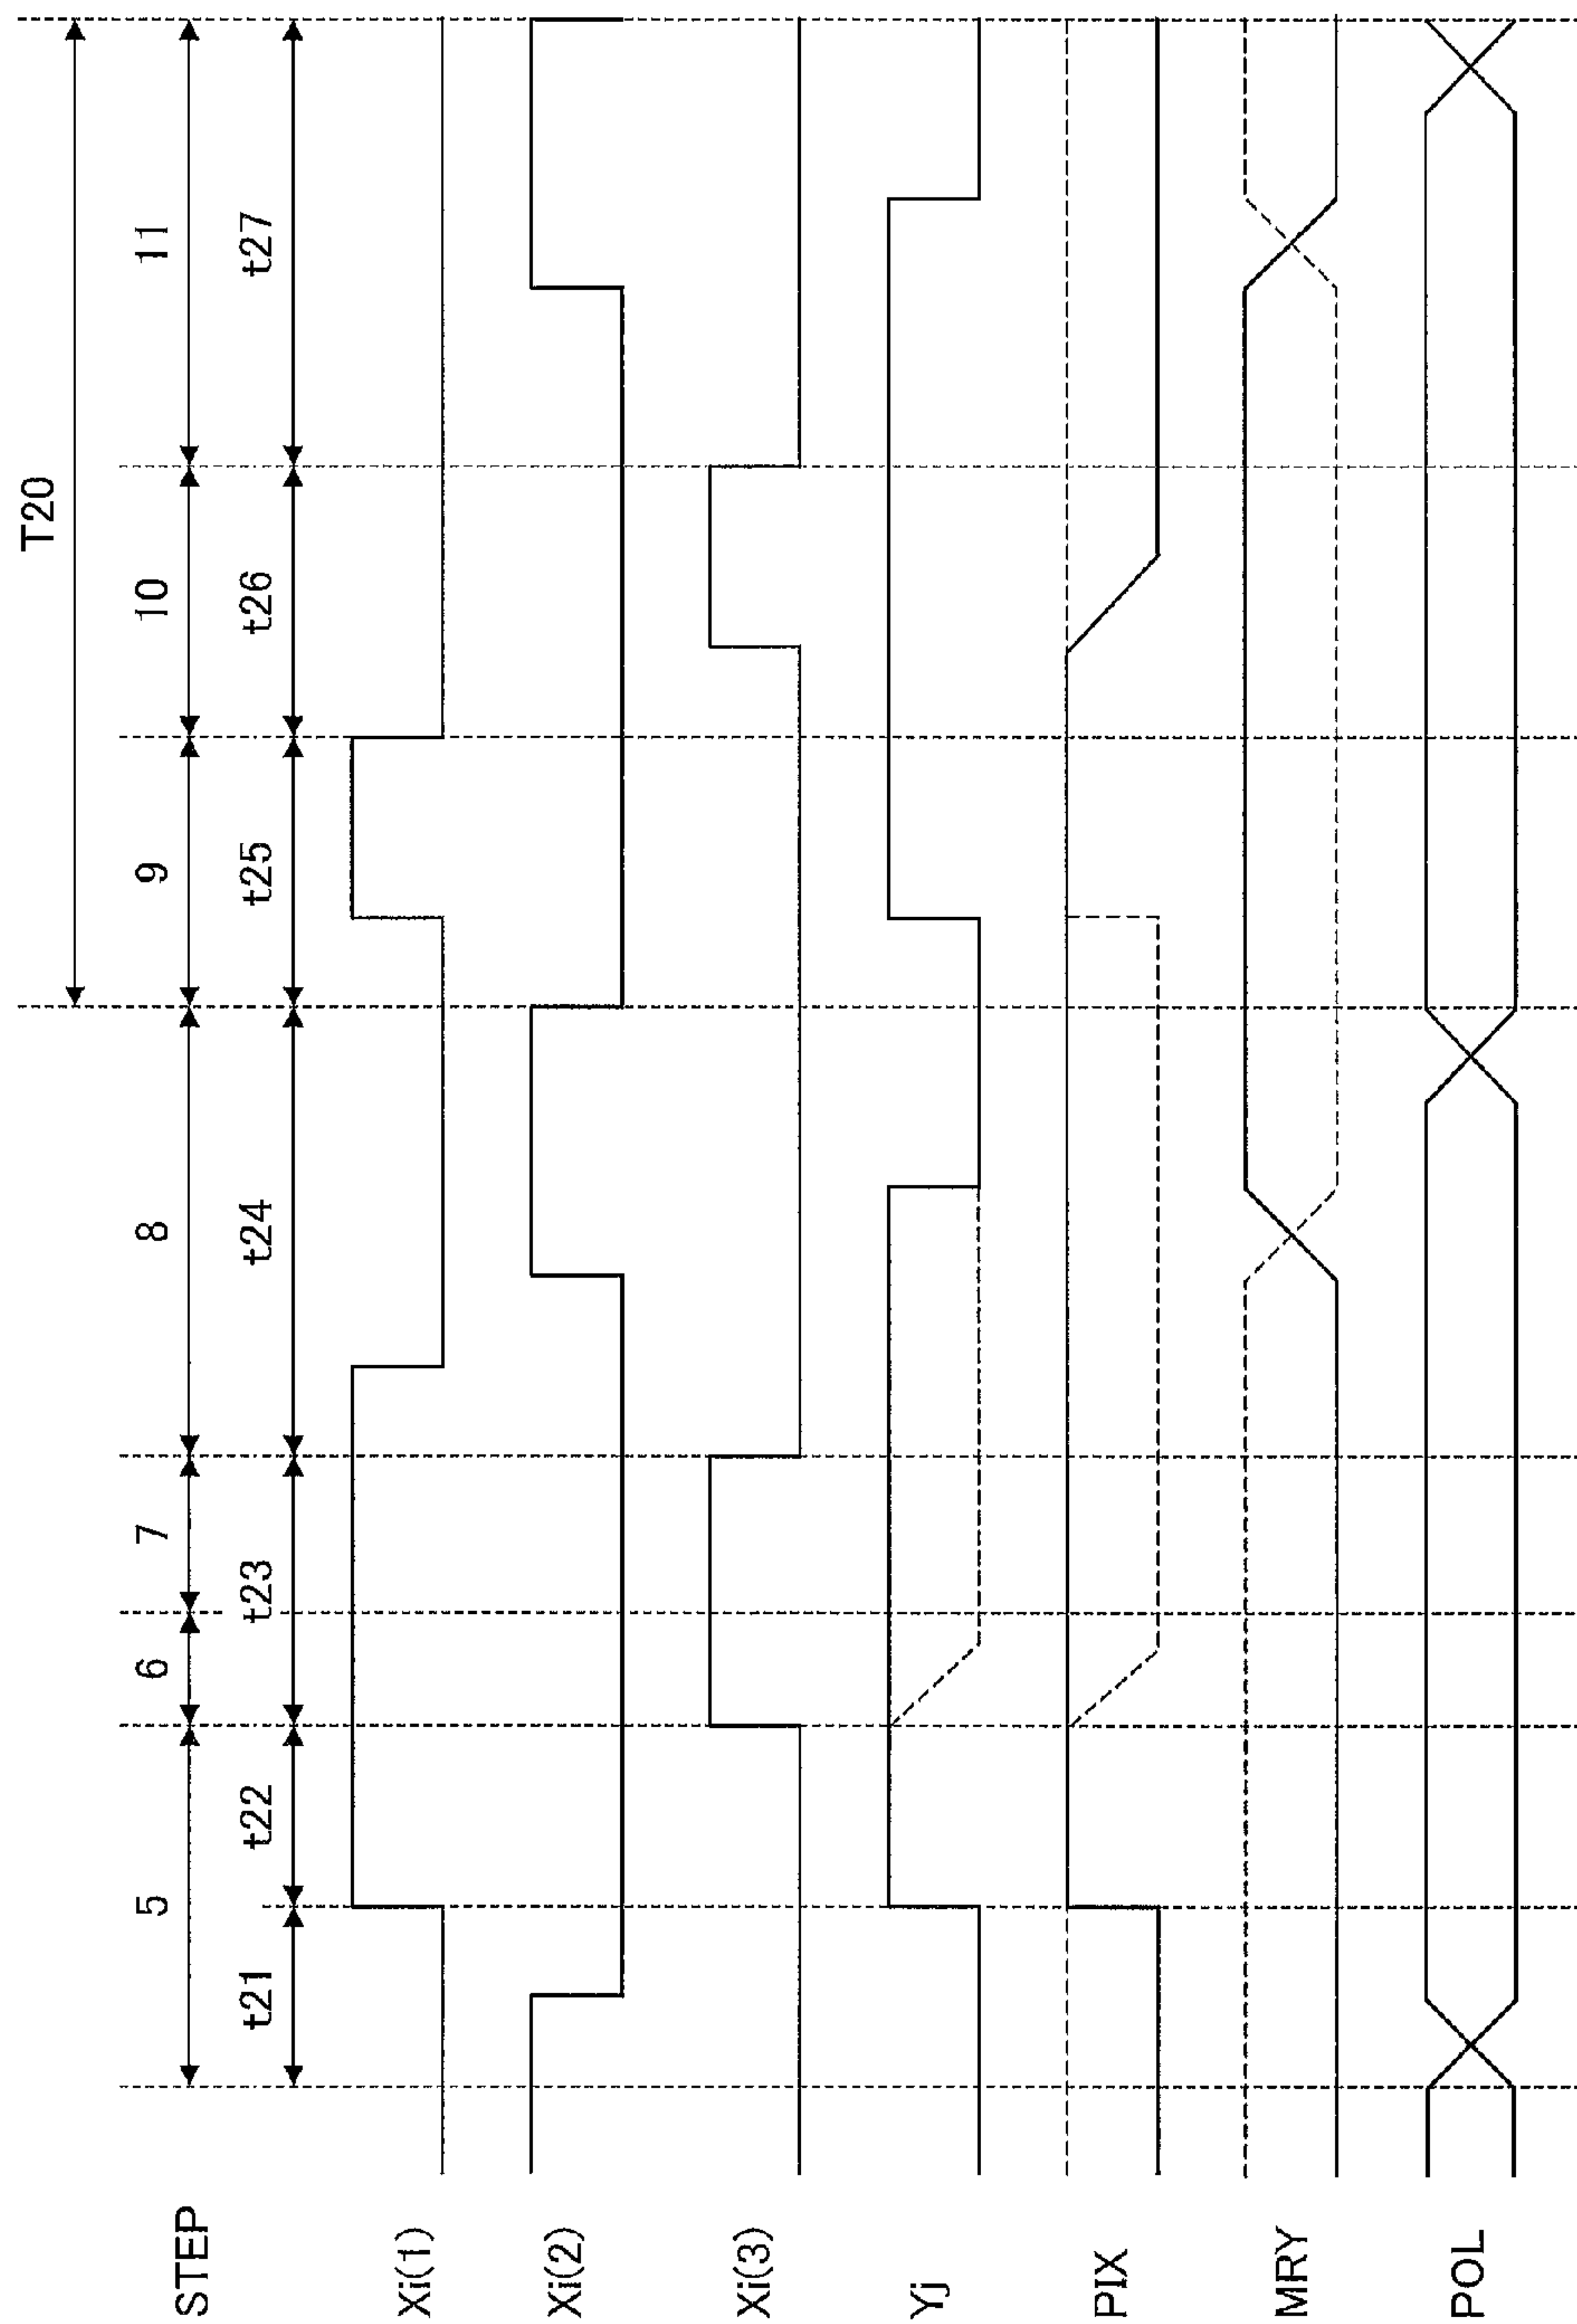 T20
STEP 5 6 7 8 9 10 11
t21 t22 t23 t24 t25 t26 t27
Xi(1)
Xi(2)
Xi(3)
Yj
PIX
MRY
POL